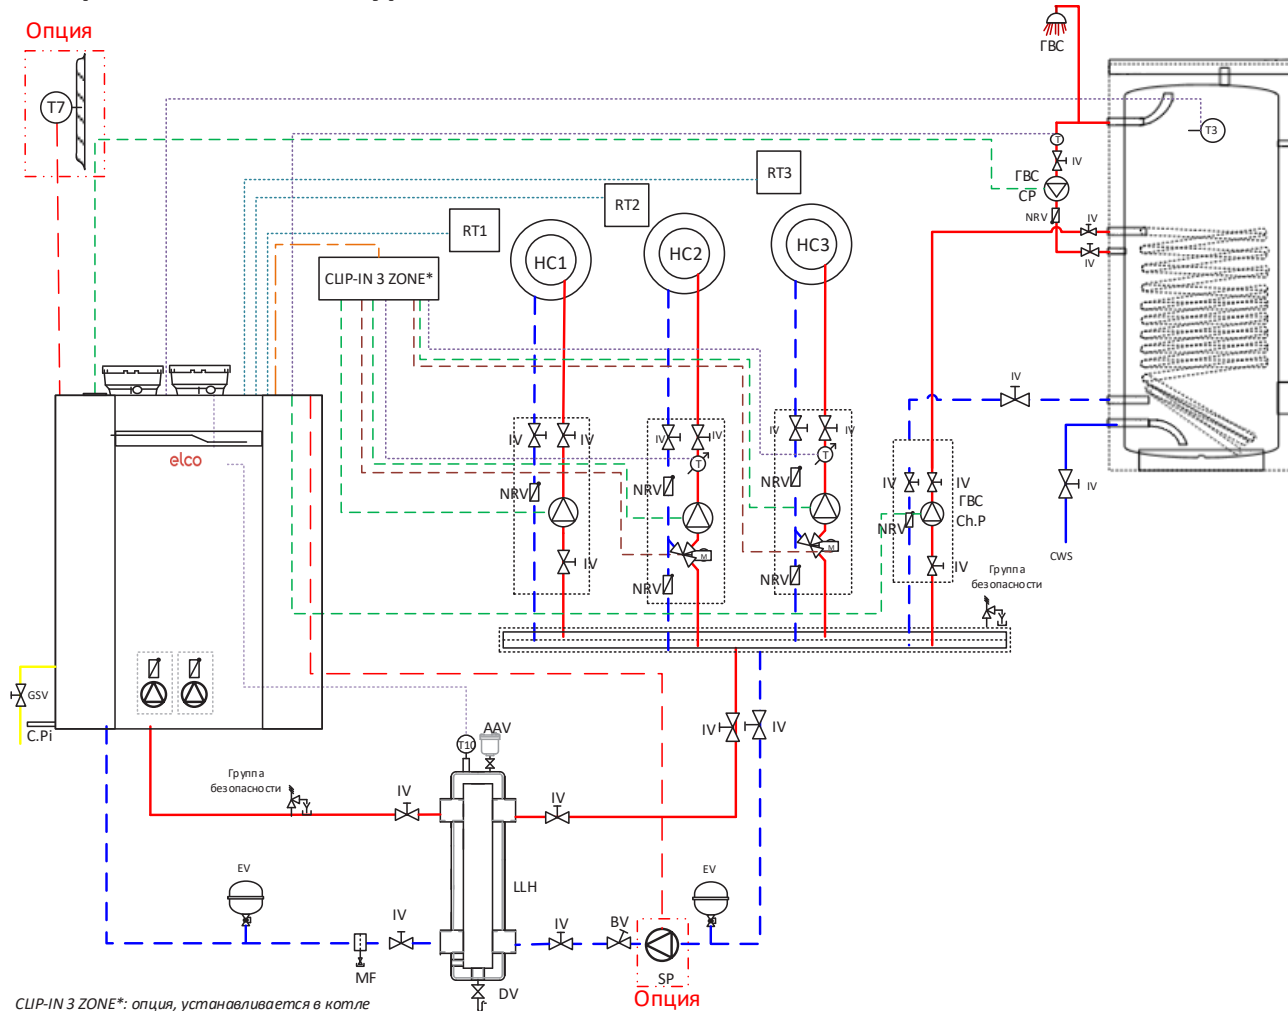 Опция
T7
ГВС
T3
T
IV
ГВС
CP
NRV
IV
IV
RT3
RT2
RT1
HC1
HC2
HC3
CLIP-IN 3 ZONE*
IV
IV
IV
IV
IV
IV
IV
T
T
NRV
NRV
NRV
IV
M
M
NRV
NRV
IV
IV
NRV
ГВС
Ch.P
IV
IV
CWS
elco
Группа
безопасности
GSV
C.Pi
T10
AAV
IV
IV
Группа
безопасности
IV
IV
EV
LLH
EV
IV
IV
BV
MF
DV
SP
Опция
CLIP-IN 3 ZONE*: опция, устанавливается в котле